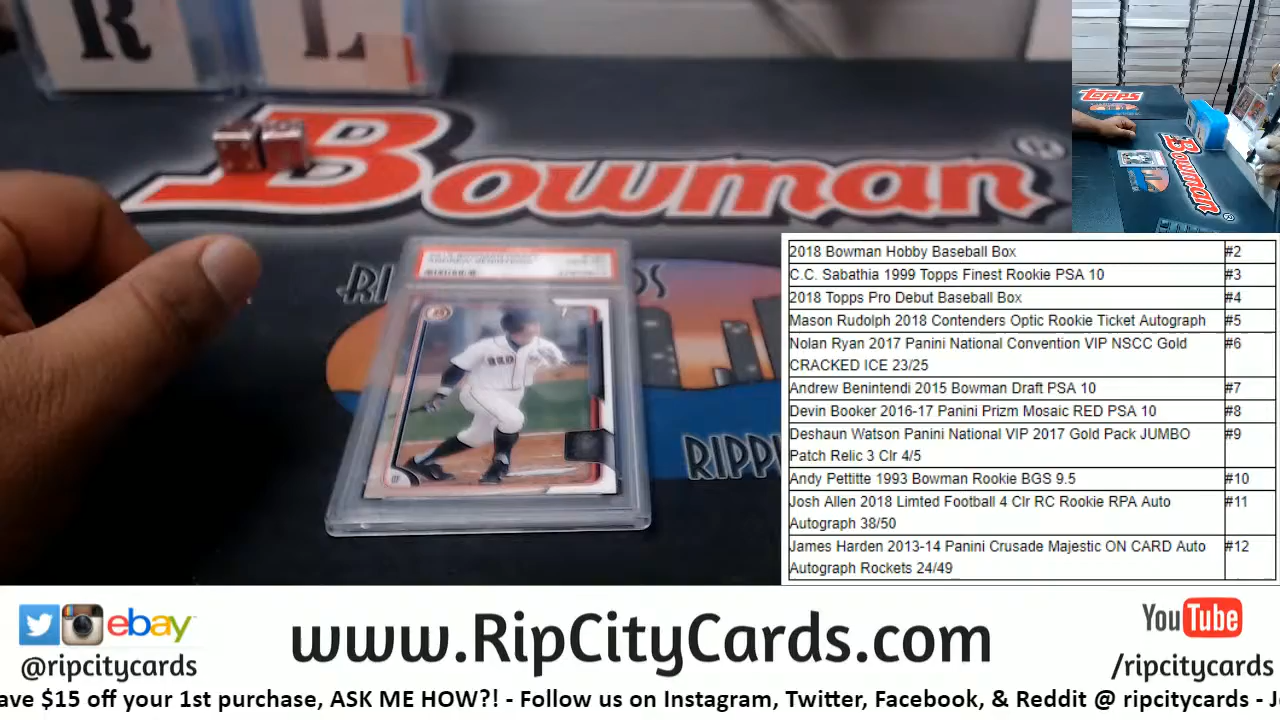 R L
Bowman ®
topps
Bowman ®
RIP
DS
RIPPI
2018 Bowman Hobby Baseball Box #2
C.C. Sabathia 1999 Topps Finest Rookie PSA 10 #3
2018 Topps Pro Debut Baseball Box #4
Mason Rudolph 2018 Contenders Optic Rookie Ticket Autograph #5
Nolan Ryan 2017 Panini National Convention VIP NSCC Gold #6
CRACKED ICE 23/25
Andrew Benintendi 2015 Bowman Draft PSA 10 #7
Devin Booker 2016-17 Panini Prizm Mosaic RED PSA 10 #8
Deshaun Watson Panini National VIP 2017 Gold Pack JUMBO #9
Patch Relic 3 Clr 4/5
Andy Pettitte 1993 Bowman Rookie BGS 9.5 #10
Josh Allen 2018 Limted Football 4 Clr RC Rookie RPA Auto #11
Autograph 38/50
James Harden 2013-14 Panini Crusade Majestic ON CARD Auto #12
Autograph Rockets 24/49
ebay
@ripcitycards
www.RipCityCards.com
YouTube
/ripcitycards
ave $15 off your 1st purchase, ASK ME HOW?! - Follow us on Instagram, Twitter, Facebook, & Reddit @ ripcitycards - J